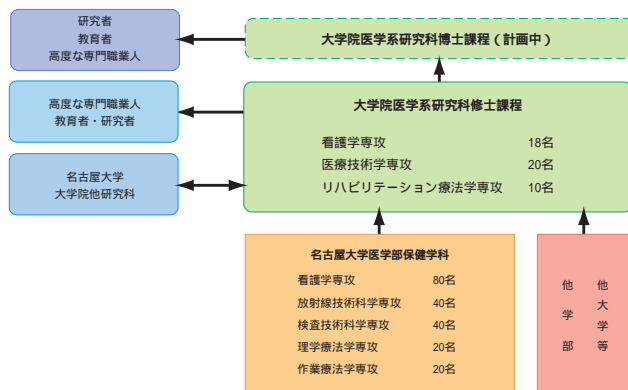 研究者
教育者
高度な専門職業人
大学院医学系研究科博士課程（計画中）
高度な専門職業人
教育者・研究者
大学院医学系研究科修士課程
看護学専攻 18名
医療技術学専攻 20名
リハビリテーション療法学専攻 10名
名古屋大学
大学院他研究科
名古屋大学医学部保健学科
看護学専攻 80名
放射線技術科学専攻 40名
検査技術科学専攻 40名
理学療法学専攻 20名
作業療法学専攻 20名
他大学等
他学部